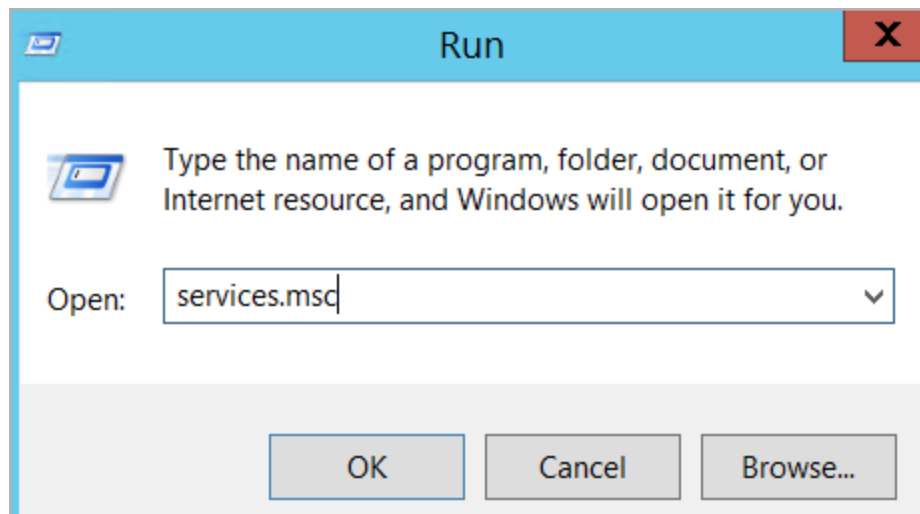 Run
X
Type the name of a program, folder, document, or
Internet resource, and Windows will open it for you.
Open: services.msc
OK Cancel Browse...